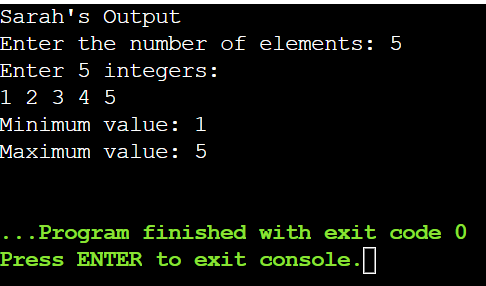 Sarah's Output
Enter the number of elements: 5
Enter 5 integers:
1 2 3 4 5
Minimum value: 1
Maximum value: 5
...Program finished with exit code 0
Press ENTER to exit console.